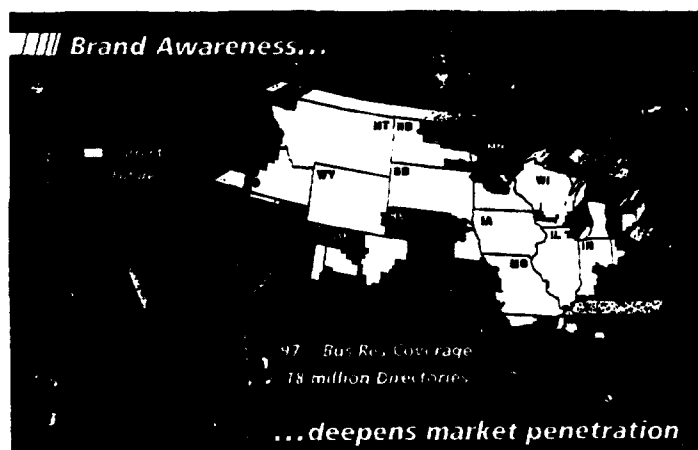 Brand Awareness...
MT ND
MN
WY
SD
WI
IA
IL IN
MO
97 Bus Res Coverage
18 million Directories
...deepens market penetration